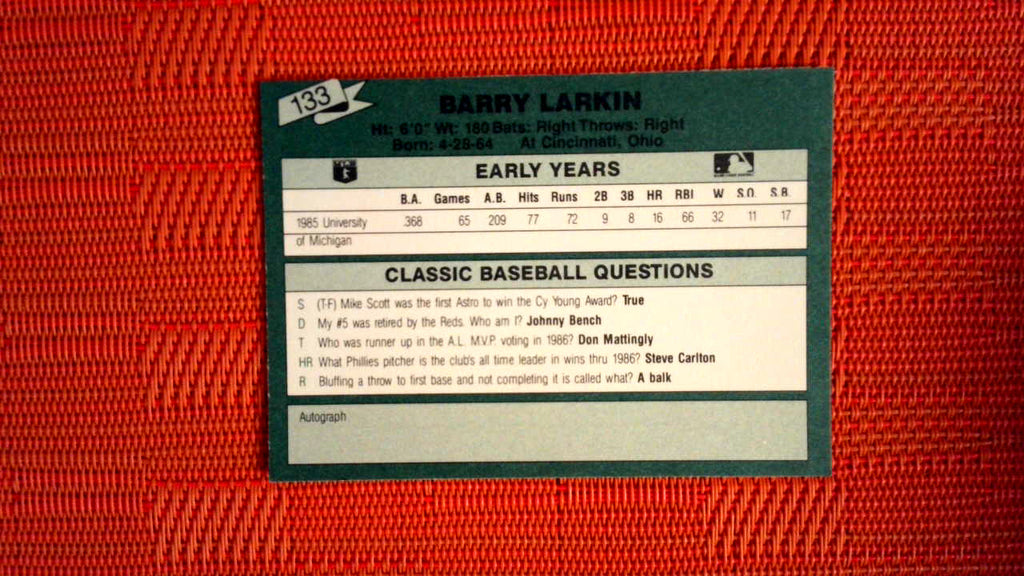 133
BARRY LARKIN
Ht: 6'0" Wt: 180 Bats: Right Throws: Right
Born: 4-28-64 At Cincinnati, Ohio
EARLY YEARS
B.A. Games A.B. Hits Runs 2B 3B HR RBI W S.O. S.B.
1985 University .368 65 209 77 72 9 8 16 66 32 11 17
of Michigan
CLASSIC BASEBALL QUESTIONS
S (T-F) Mike Scott was the first Astro to win the Cy Young Award? True
D My #5 was retired by the Reds. Who am I? Johnny Bench
T Who was runner up in the A.L. M.V.P. voting in 1986? Don Mattingly
HR What Phillies pitcher is the club's all time leader in wins thru 1986? Steve Carlton
R Bluffing a throw to first base and not completing it is called what? A balk
Autograph